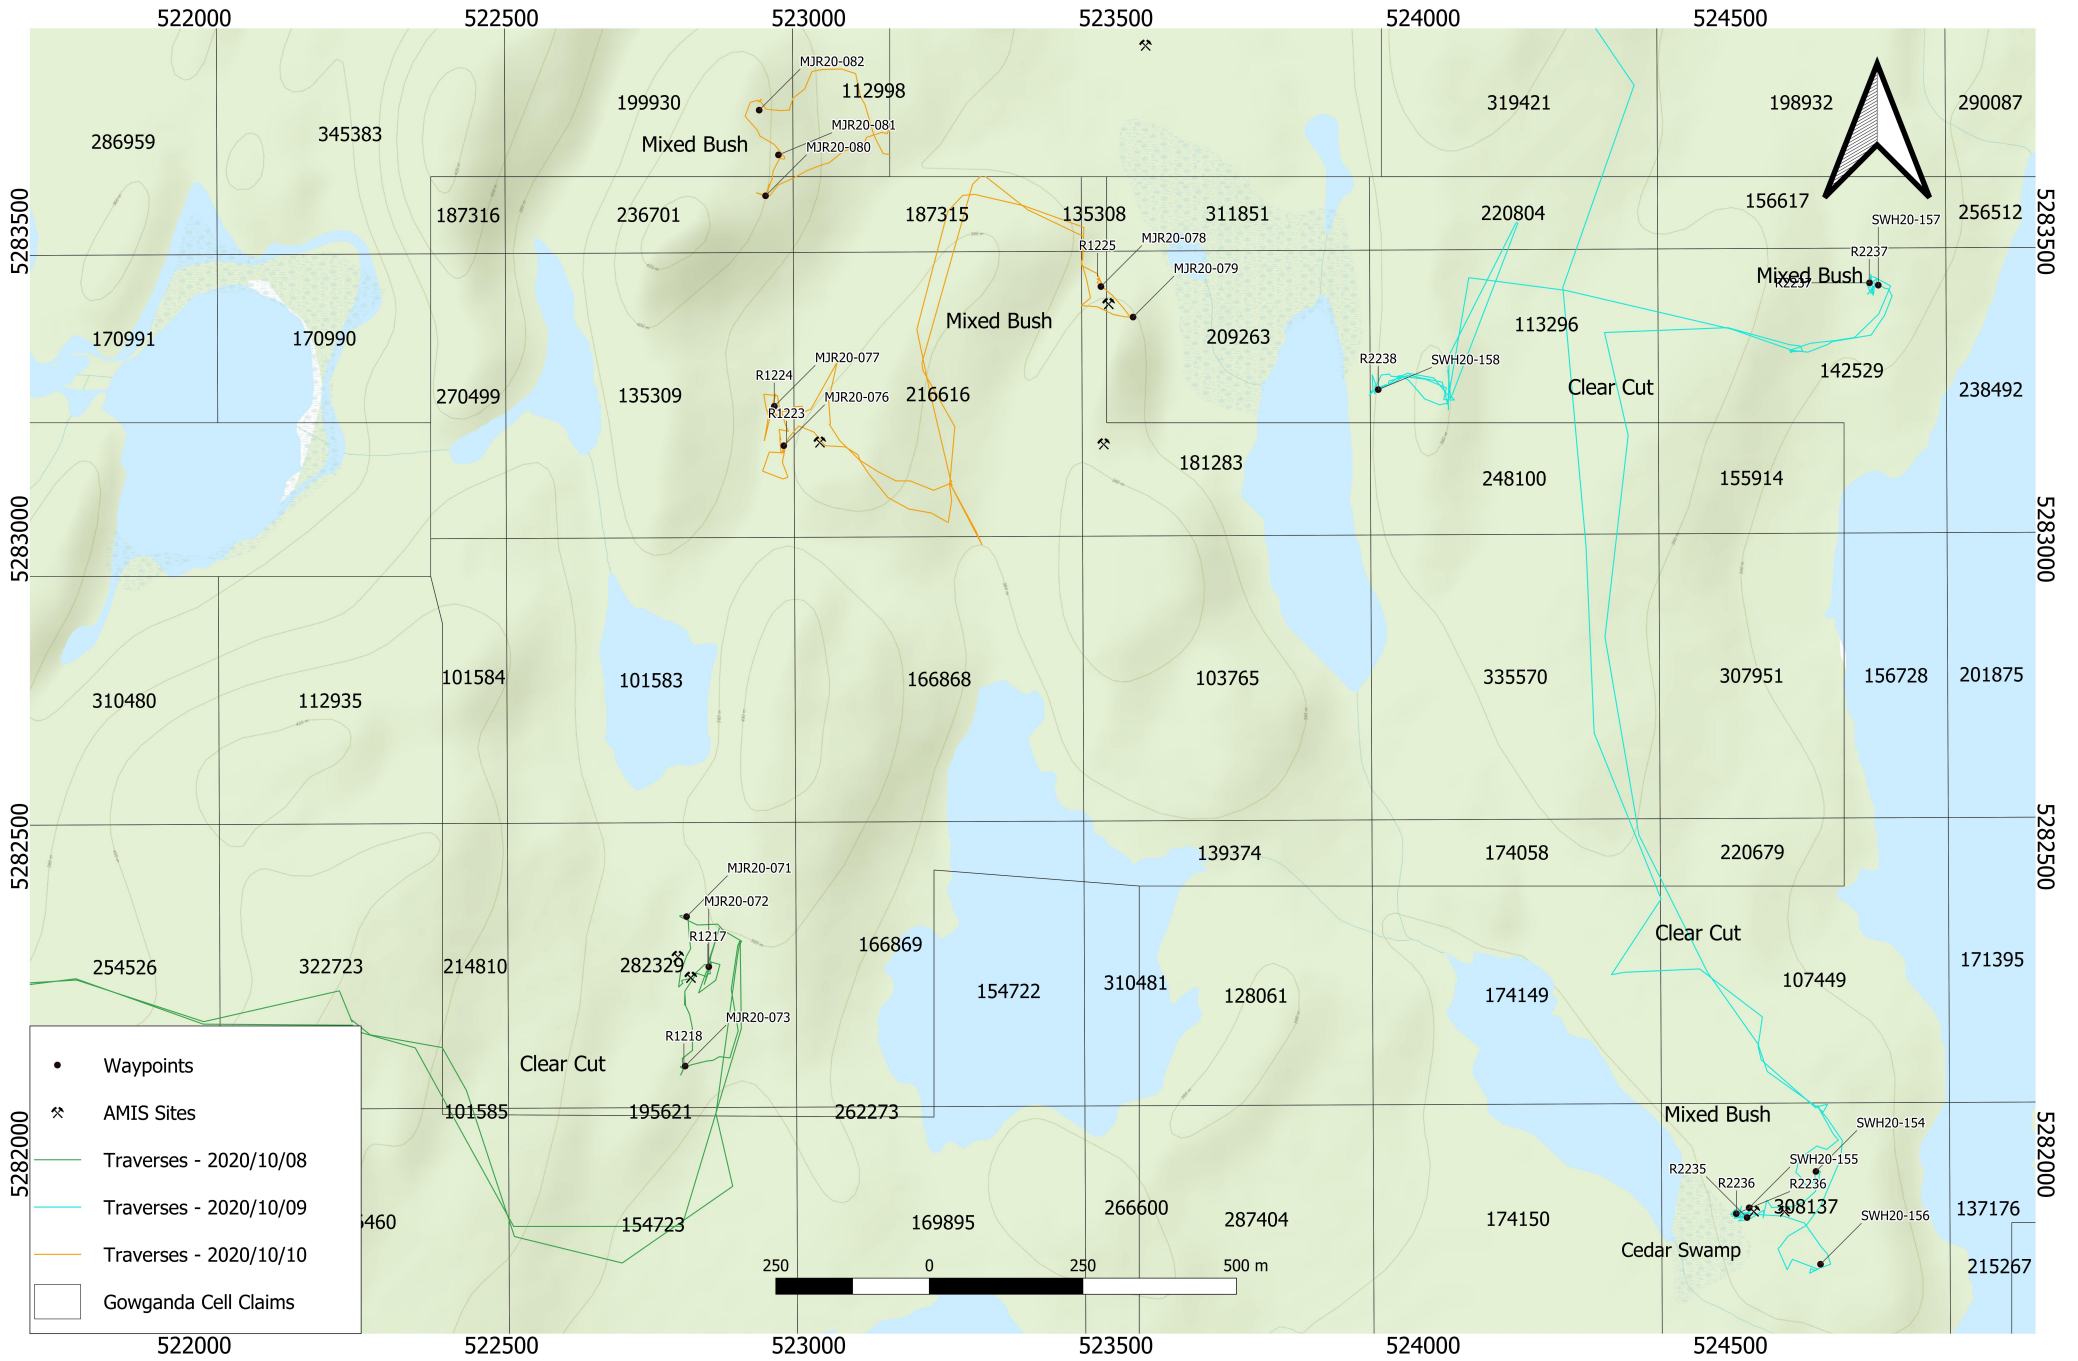 522000 522500 523000 523500 524000 524500
MJR20-082
112998
199930
319421
198932
290087
MJR20-081
345383
286959
Mixed Bush
MJR20-080
5283500
187316
236701
187315
135308
311851
220804
156617
256512
SWH20-157
MJR20-078
R1225
R2237
5283500
MJR20-079
Mixed Bush
R2237
Mixed Bush
113296
170991
170990
209263
MJR20-077
R2238
SWH20-158
R1224
142529
Clear Cut
238492
270499
135309
MJR20-076
216616
R1223
181283
248100
155914
5283000
5283000
101584
101583
166868
103765
335570
307951
156728
201875
310480
112935
5282500
5282500
139374
174058
220679
MJR20-071
MJR20-072
R1217
Clear Cut
166869
254526
322723
214810
282329
171395
154722
310481
128061
174149
107449
MJR20-073
R1218
Clear Cut
101585
195621
262273
Mixed Bush
SWH20-154
5282000
5282000
SWH20-155
R2235
R2236
R2236
308137
SWH20-156
5460
154723
169895
266600
287404
174150
137176
Cedar Swamp
215267
Waypoints
AMIS Sites
Traverses - 2020/10/08
Traverses - 2020/10/09
Traverses - 2020/10/10
Gowganda Cell Claims
250 0 250 500 m
522000 522500 523000 523500 524000 524500